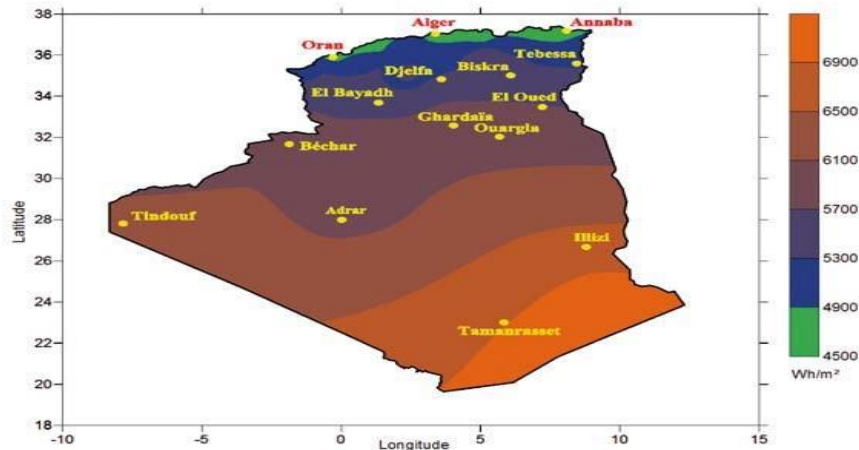 38
36
34
32
30
28
26
24
22
20
18
Latitude
-10
-5
0
5
10
15
Longitude
Alger
Annaba
Oran
Tebessa
Djelfa
Biskra
El Bayadh
El Oued
Ghardaïa
Ouargla
Béchar
Tindouf
Adrar
Illizi
Tamanrasset
6900
6500
6100
5700
5300
4900
4500
Wh/m²